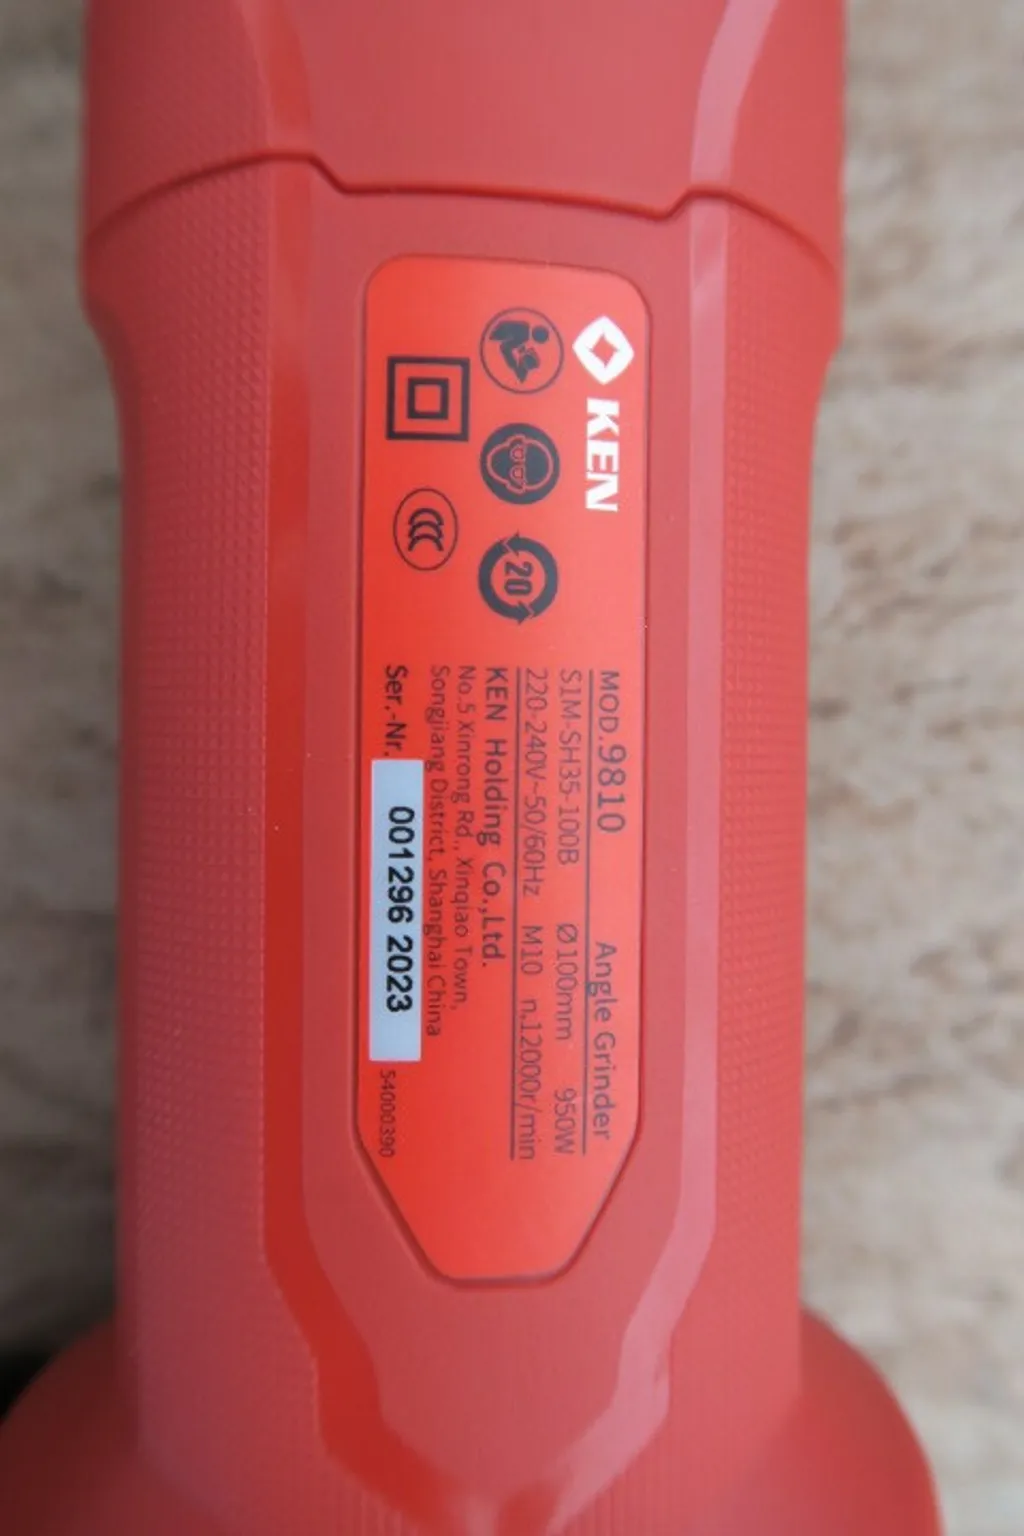 KEN
20
MOD.9810 Angle Grinder
S1M-SH35-100B Ø100mm 950W
220-240V~50/60Hz M10 n,12000r/min
KEN Holding Co.,Ltd.
No.5 Xinrong Rd., Xinqiao Town,
Songjiang District, Shanghai China
Ser.-Nr. 001296 2023 54000390